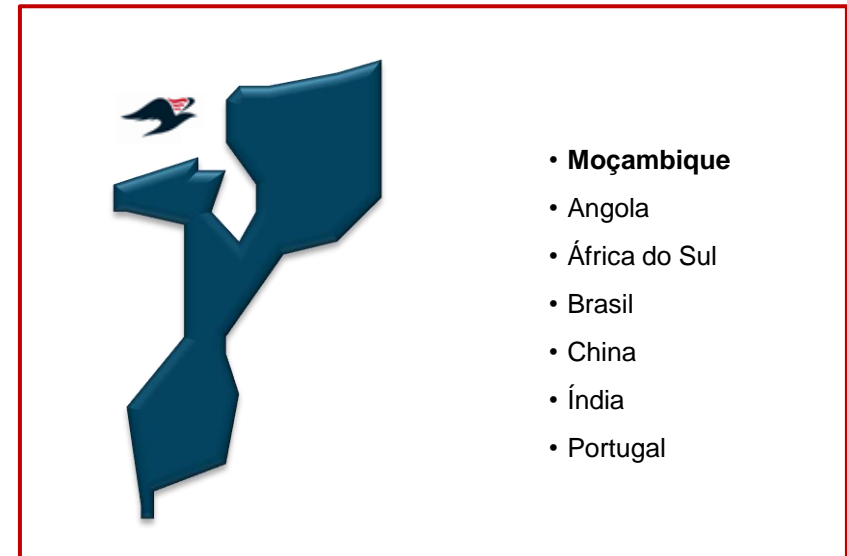 • Moçambique
• Angola
• África do Sul
• Brasil
• China
• Índia
• Portugal